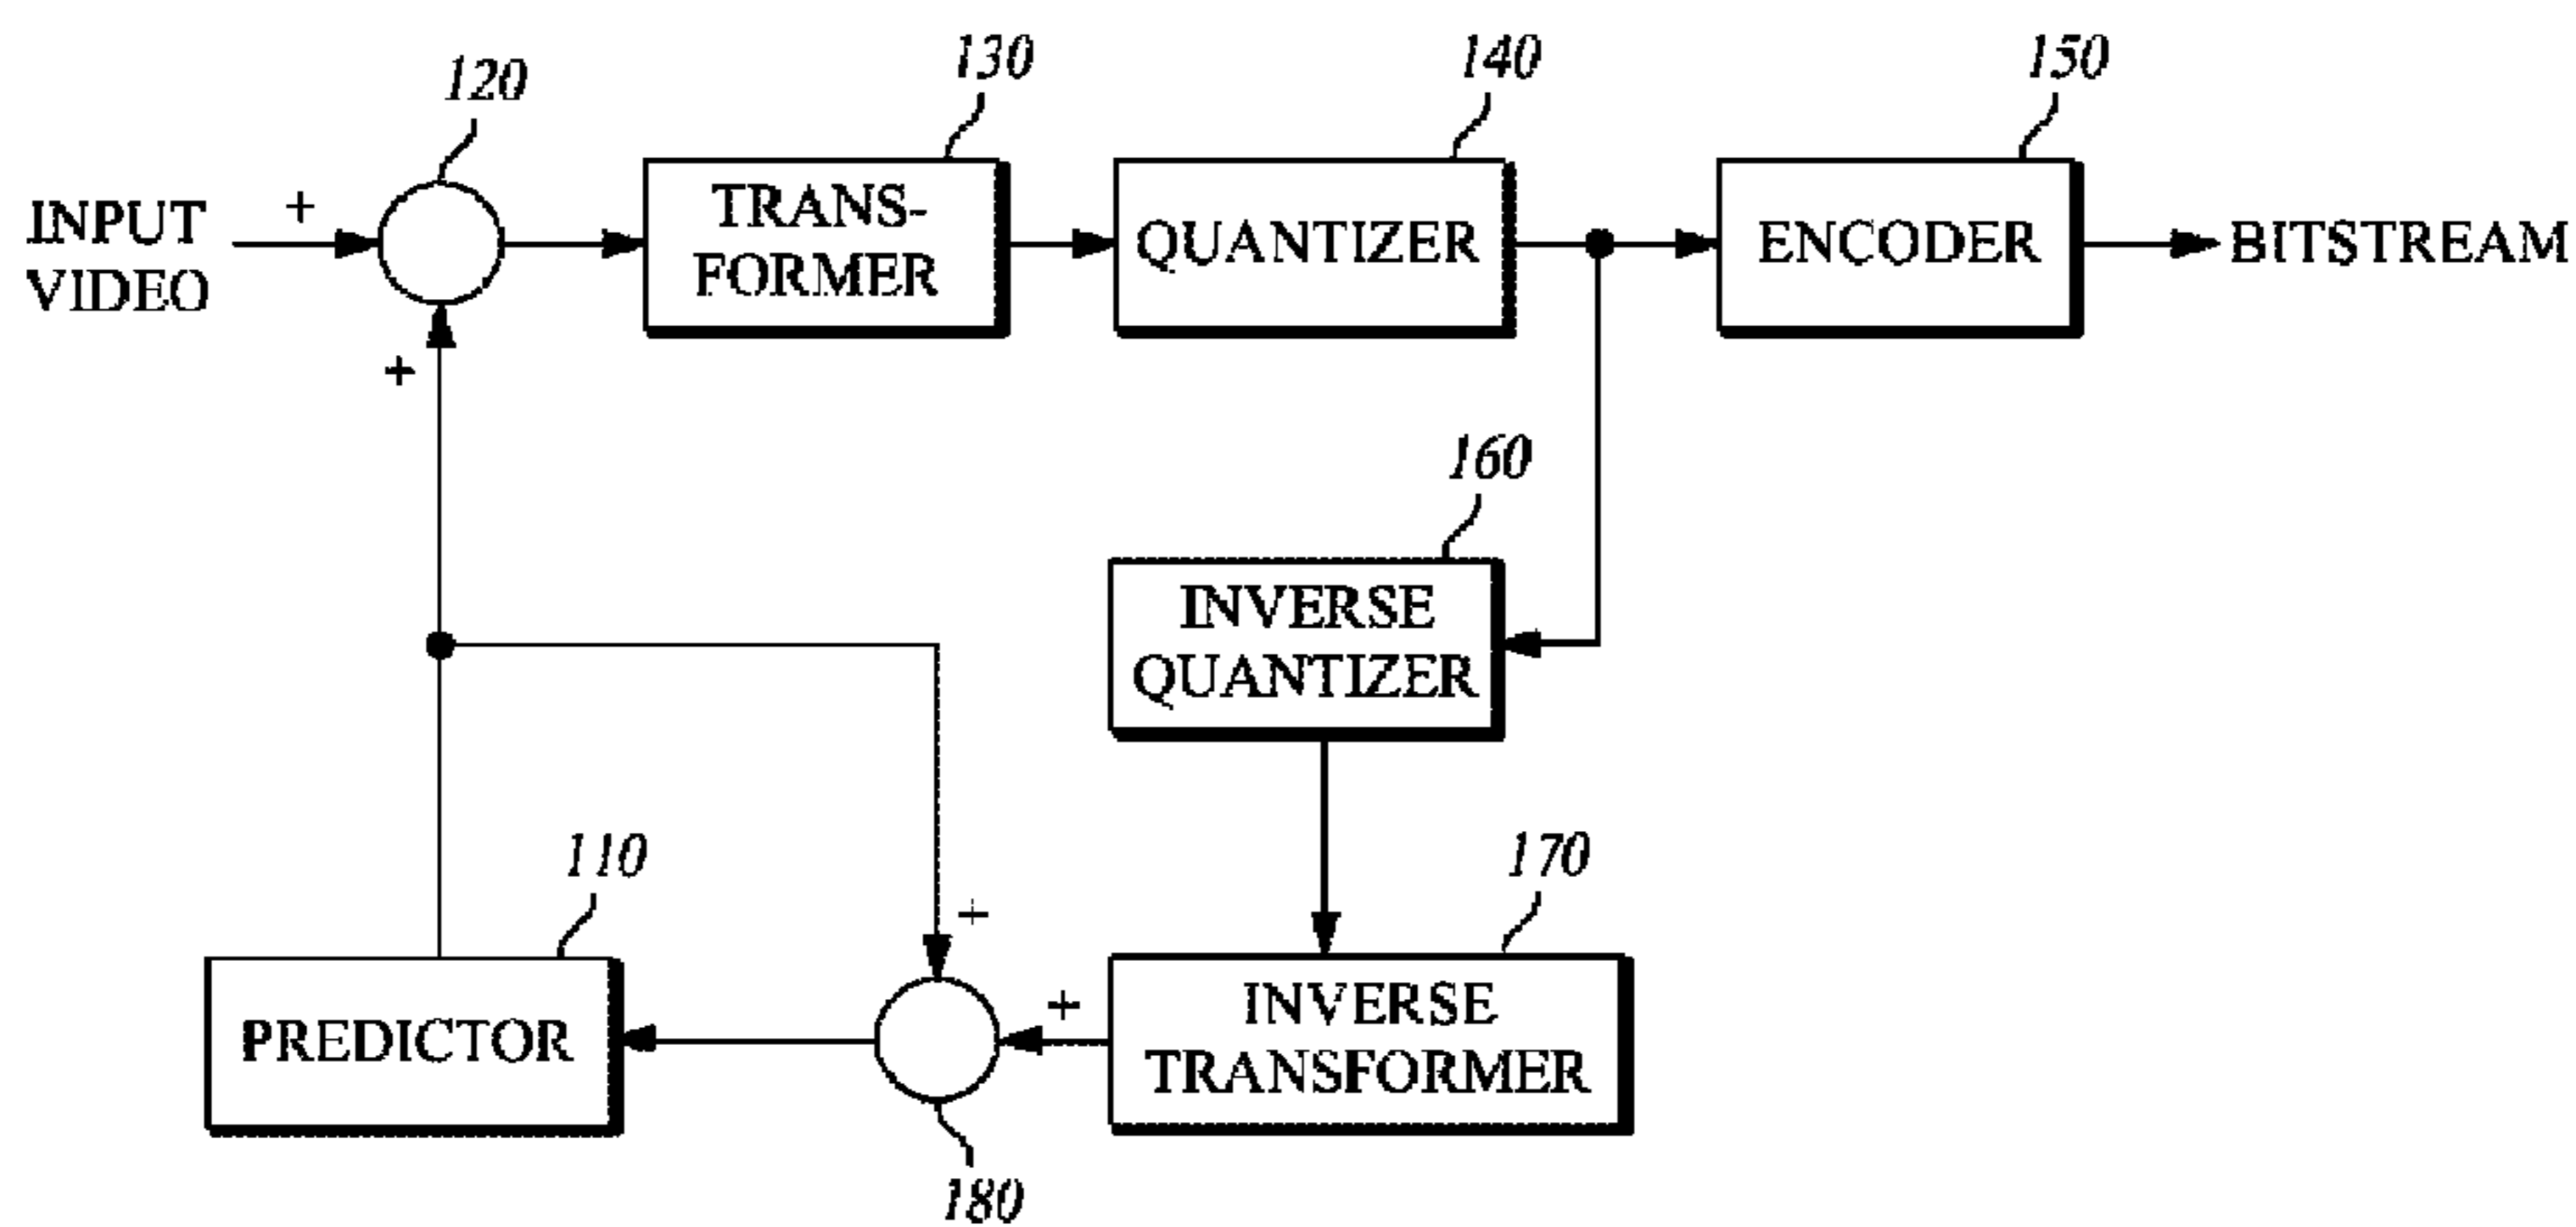 120
130
140
150
INPUT
VIDEO
+
+
TRANS-
FORMER
QUANTIZER
ENCODER
BITSTREAM
160
INVERSE
QUANTIZER
110
170
+
+
PREDICTOR
INVERSE
TRANSFORMER
180